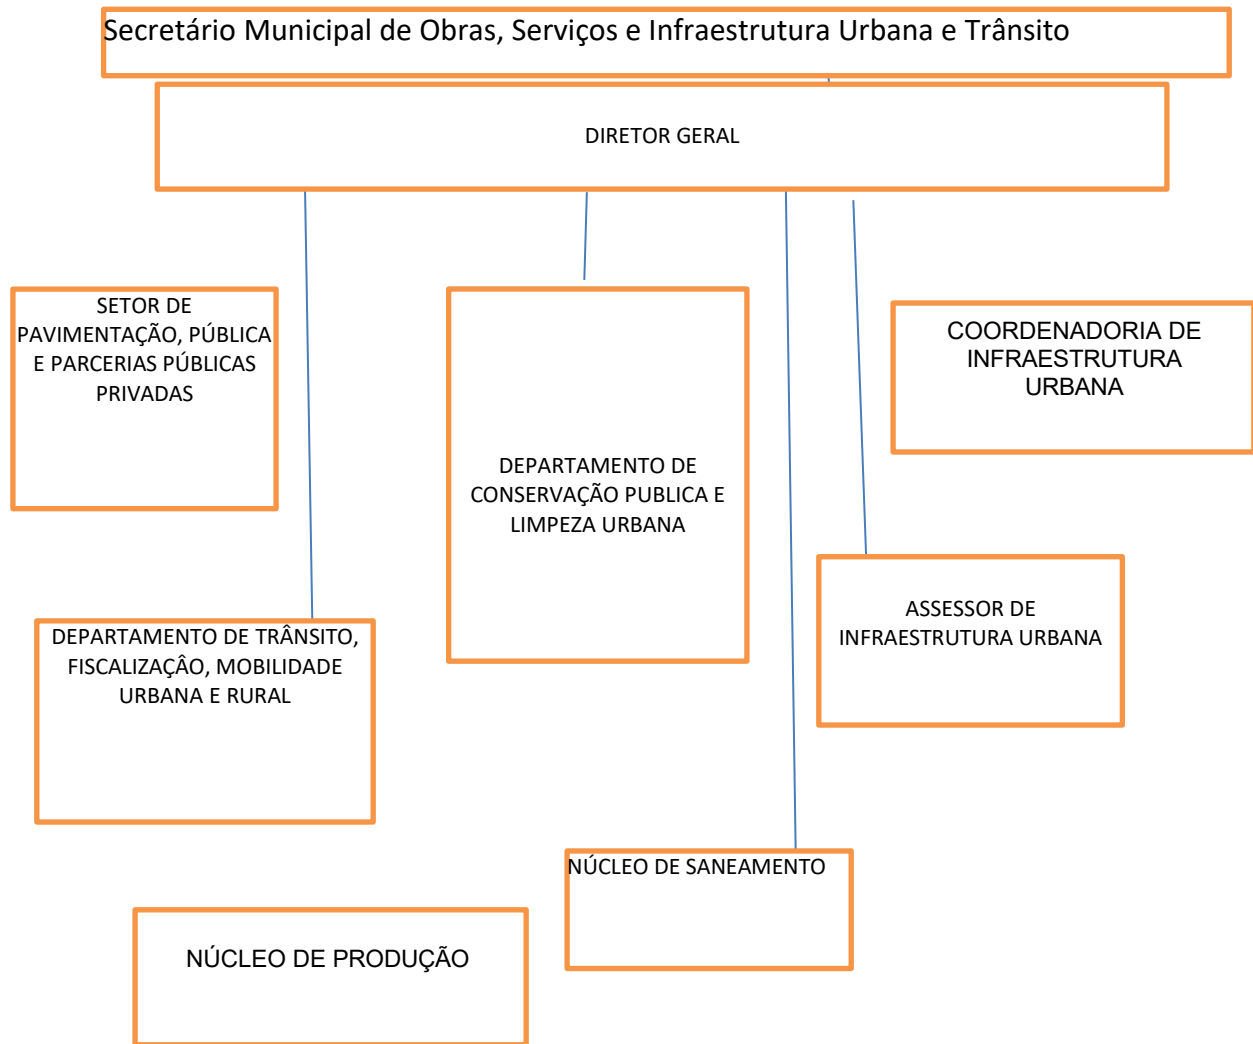 Secretário Municipal de Obras, Serviços e Infraestrutura Urbana e Trânsito
DIRETOR GERAL
SETOR DE
PAVIMENTAÇÃO, PÚBLICA
E PARCERIAS PÚBLICAS
PRIVADAS
COORDENADORIA DE
INFRAESTRUTURA
URBANA
DEPARTAMENTO DE
CONSERVAÇÃO PUBLICA E
LIMPEZA URBANA
ASSESSOR DE
INFRAESTRUTURA URBANA
DEPARTAMENTO DE TRÂNSITO,
FISCALIZAÇÂO, MOBILIDADE
URBANA E RURAL
NÚCLEO DE SANEAMENTO
NÚCLEO DE PRODUÇÃO